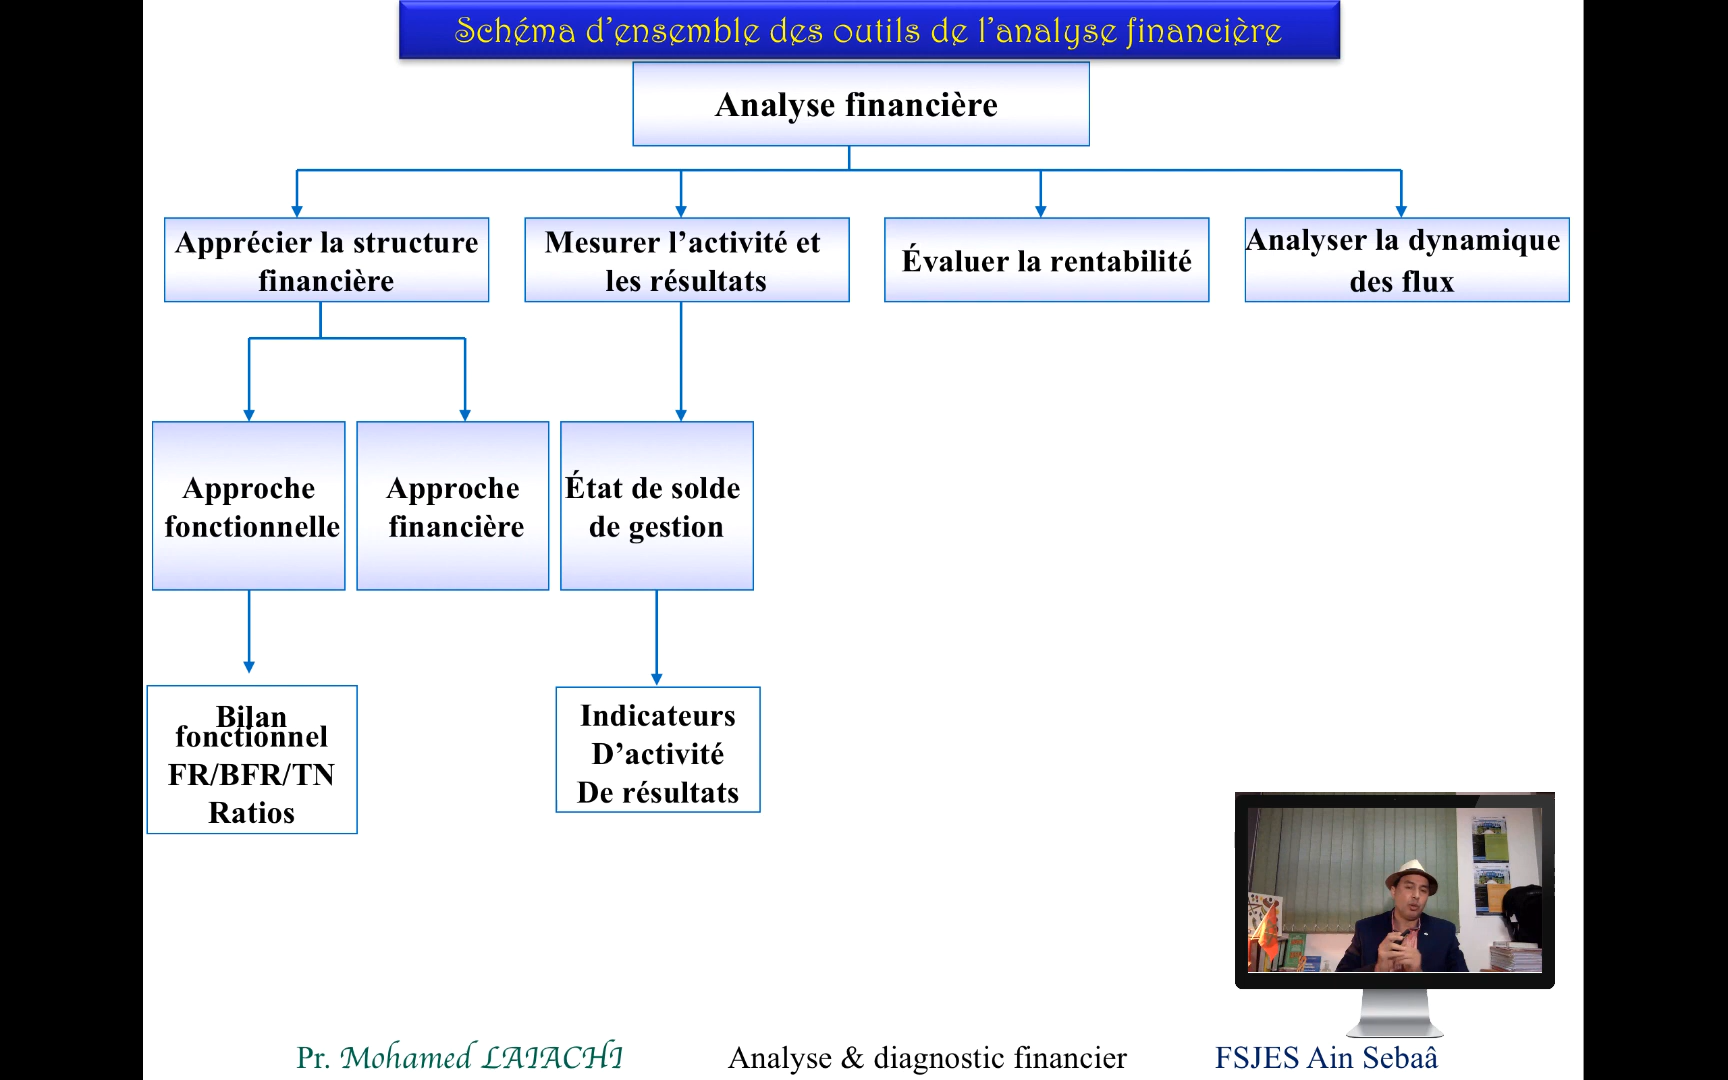 Schéma d’ensemble des outils de l’analyse financière
Analyse financière
Apprécier la structure
financière
Mesurer l’activité et
les résultats
Évaluer la rentabilité
Analyser la dynamique
des flux
Approche
fonctionnelle
Approche
financière
État de solde
de gestion
Bilan
fonctionnel
FR/BFR/TN
Ratios
Indicateurs
D’activité
De résultats
Pr. Mohamed LAIACHI
Analyse & diagnostic financier
FSJES Ain Sebaâ